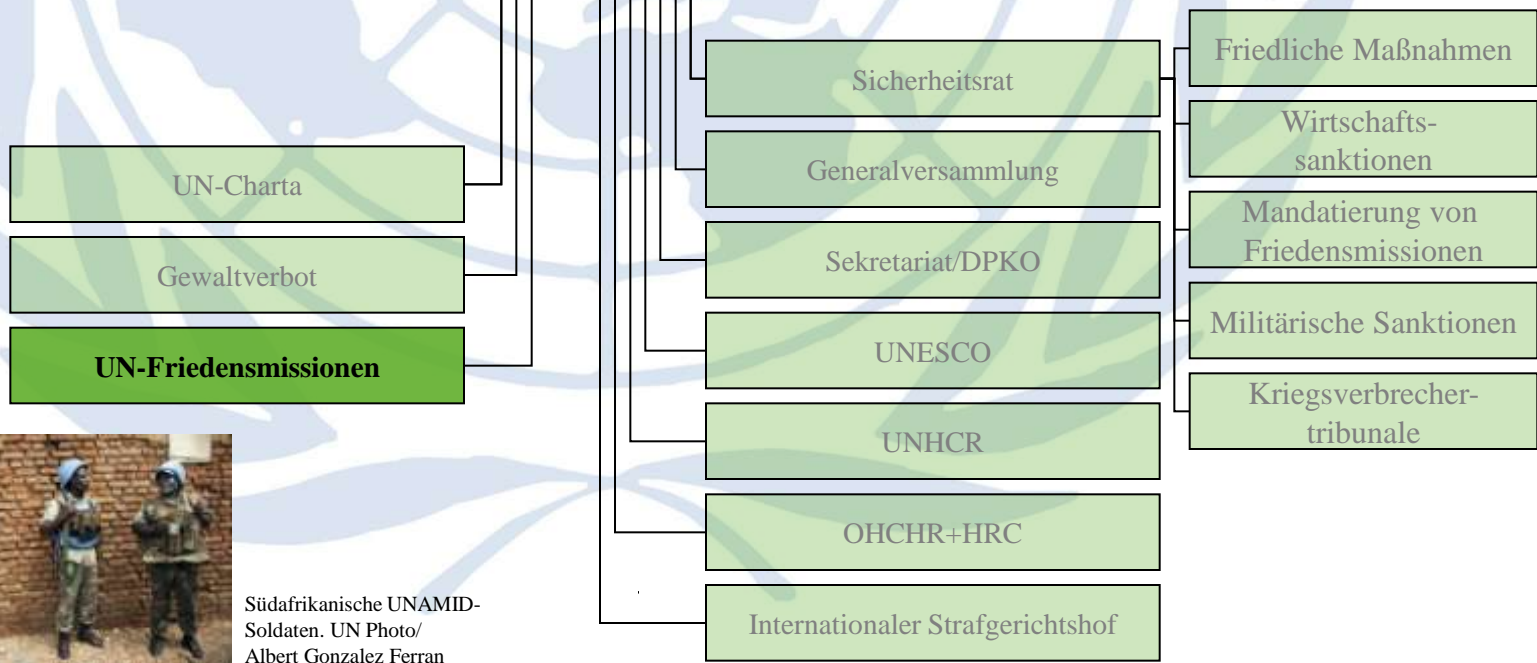 UN-Charta
Gewaltverbot
UN-Friedensmissionen
Südafrikanische UNAMID-
Soldaten. UN Photo/
Albert Gonzalez Ferran
Sicherheitsrat
Generalversammlung
Sekretariat/DPKO
UNESCO
UNHCR
OHCHR+HRC
Internationaler Strafgerichtshof
Friedliche Maßnahmen
Wirtschafts-
sanktionen
Mandatierung von
Friedensmissionen
Militärische Sanktionen
Kriegsverbrecher-
tribunale